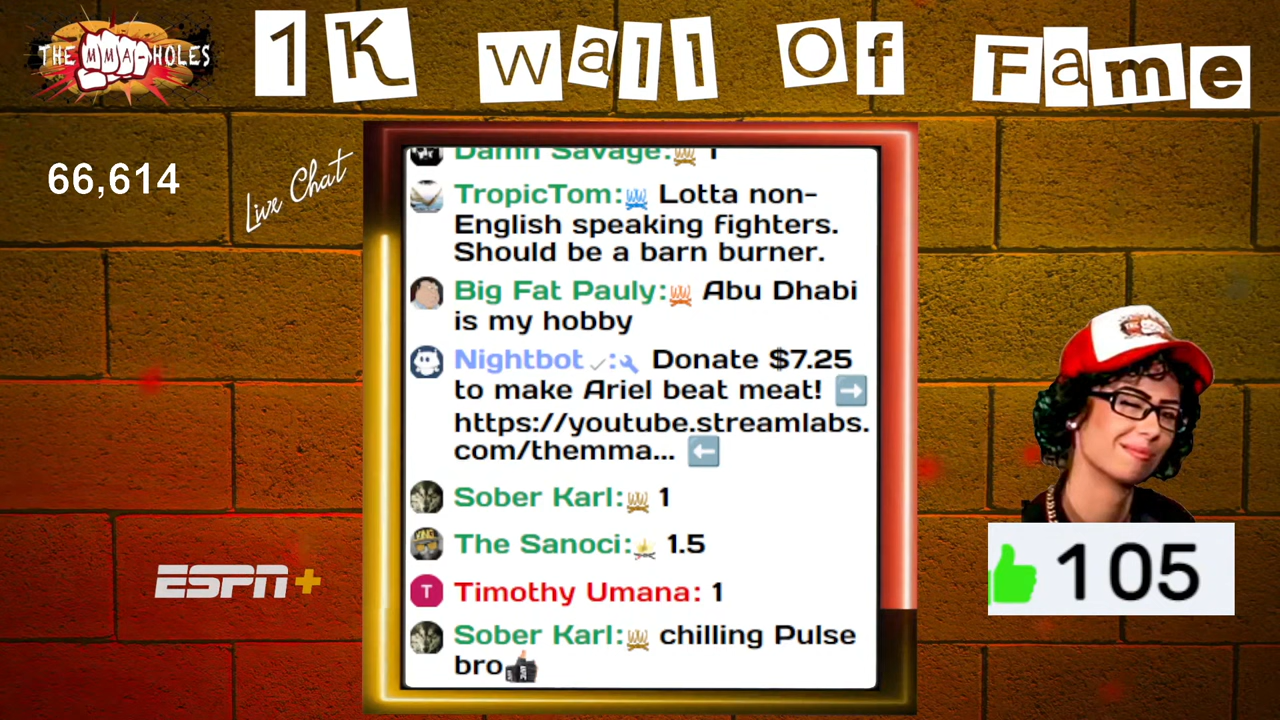 THE MMA-HOLES
1K Wall Of Fame
66,614
Live Chat
Damn Savage: 1
TropicTom: Lotta non-
English speaking fighters.
Should be a barn burner.
Big Fat Pauly: Abu Dhabi
is my hobby
Nightbot : Donate $7.25
to make Ariel beat meat! ➡️
https://youtube.streamlabs.
com/themma... ⬅️
Sober Karl: 1
The Sanoci: 1.5
T Timothy Umana: 1
Sober Karl: chilling Pulse
bro
ESPN+
105